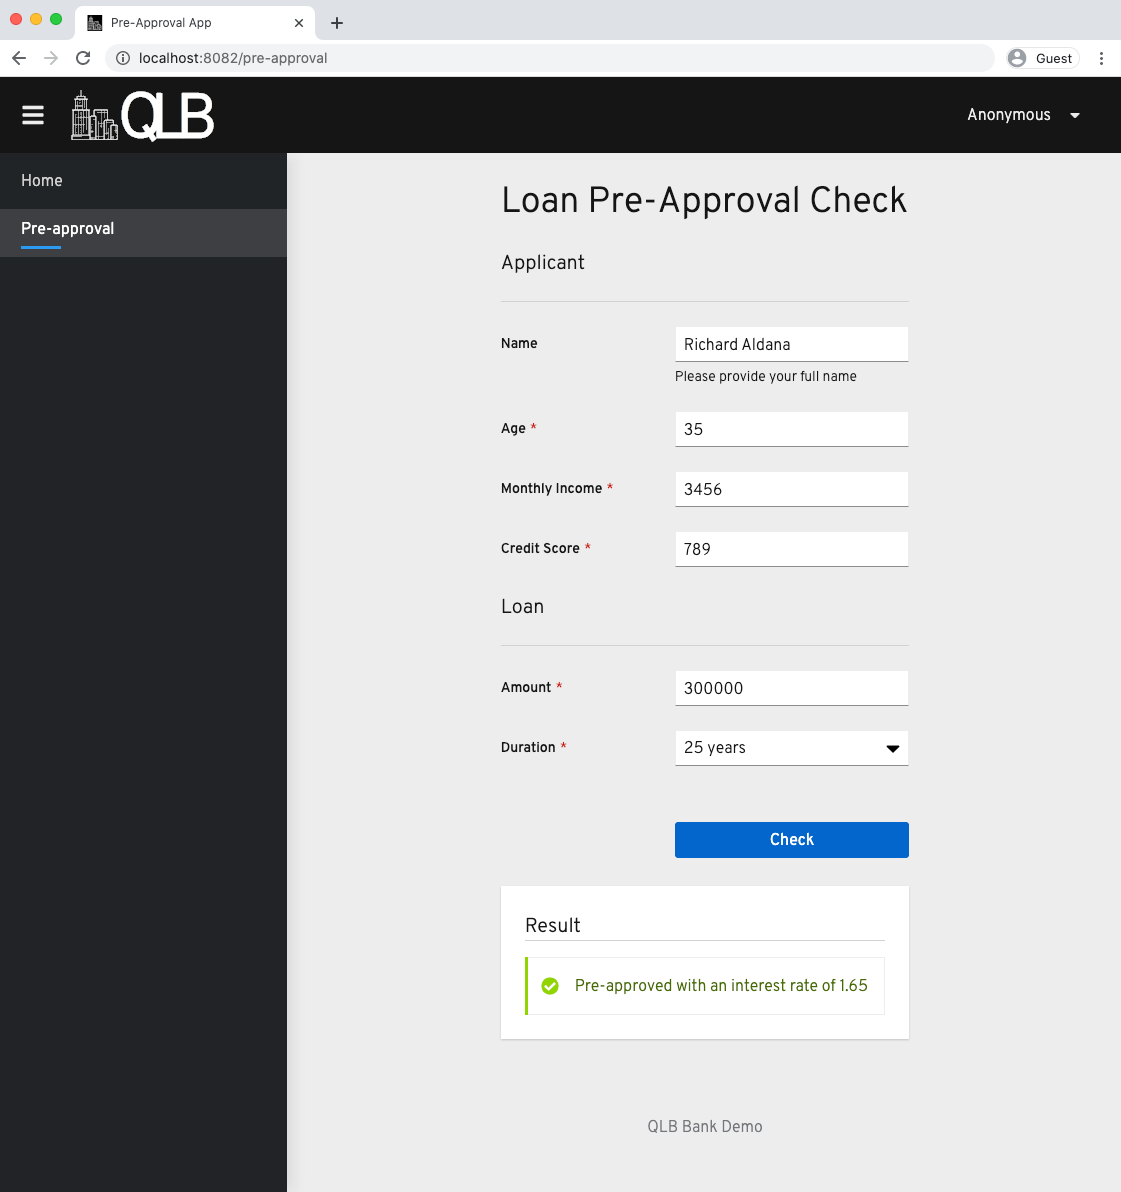 Pre-Approval App
localhost:8082/pre-approval
Guest
QLB
Anonymous
Home
Pre-approval
Loan Pre-Approval Check
Applicant
Name
Richard Aldana
Please provide your full name
Age *
35
Monthly Income *
3456
Credit Score *
789
Loan
Amount *
300000
Duration *
25 years
Check
Result
Pre-approved with an interest rate of 1.65
QLB Bank Demo